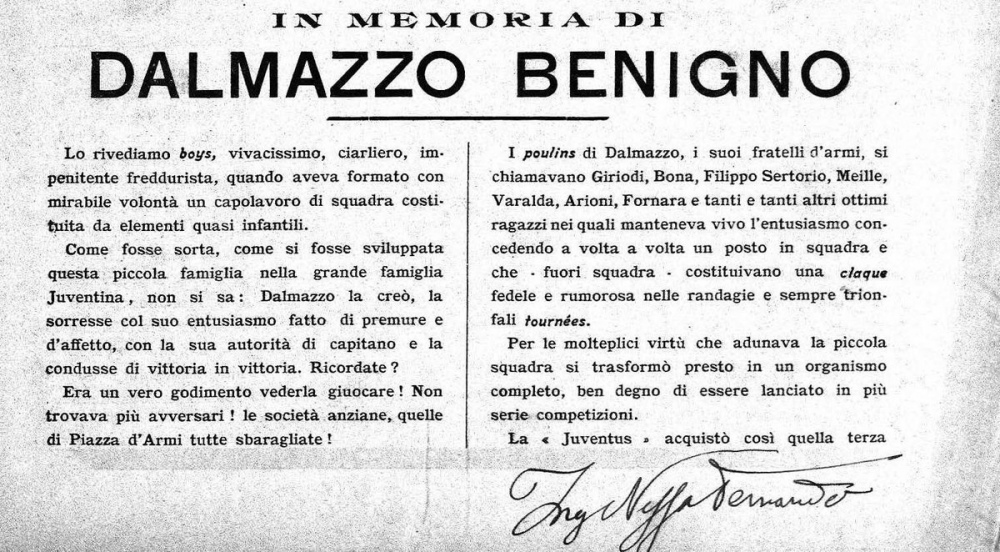 IN MEMORIA DI
DALMAZZO BENIGNO
Lo rivediamo boys, vivacissimo, ciarliero, im-
penitente freddurista, quando aveva formato con
mirabile volontà un capolavoro di squadra costi-
tuita da elementi quasi infantili.
Come fosse sorta, come si fosse sviluppata
questa piccola famiglia nella grande famiglia
Juventina, non si sa: Dalmazzo la creò, la
sorresse col suo entusiasmo fatto di premure e
d'affetto, con la sua autorità di capitano e la
condusse di vittoria in vittoria. Ricordate?
Era un vero godimento vederla giuocare! Non
trovava più avversari! le società anziane, quelle
di Piazza d'Armi tutte sbaragliate!
I poulins di Dalmazzo, i suoi fratelli d'armi, si
chiamavano Giriodi, Bona, Filippo Sertorio, Meille,
Varalda, Arioni, Fornara e tanti e tanti altri ottimi
ragazzi nei quali manteneva vivo l'entusiasmo con-
cedendo a volta a volta un posto in squadra e
che - fuori squadra - costituivano una claque
fedele e rumorosa nelle randagie e sempre trion-
fali tournées.
Per le molteplici virtù che adunava la piccola
squadra si trasformò presto in un organismo
completo, ben degno di essere lanciato in più
serie competizioni.
La « Juventus » acquistò così quella terza
Ing Nizza Fernando